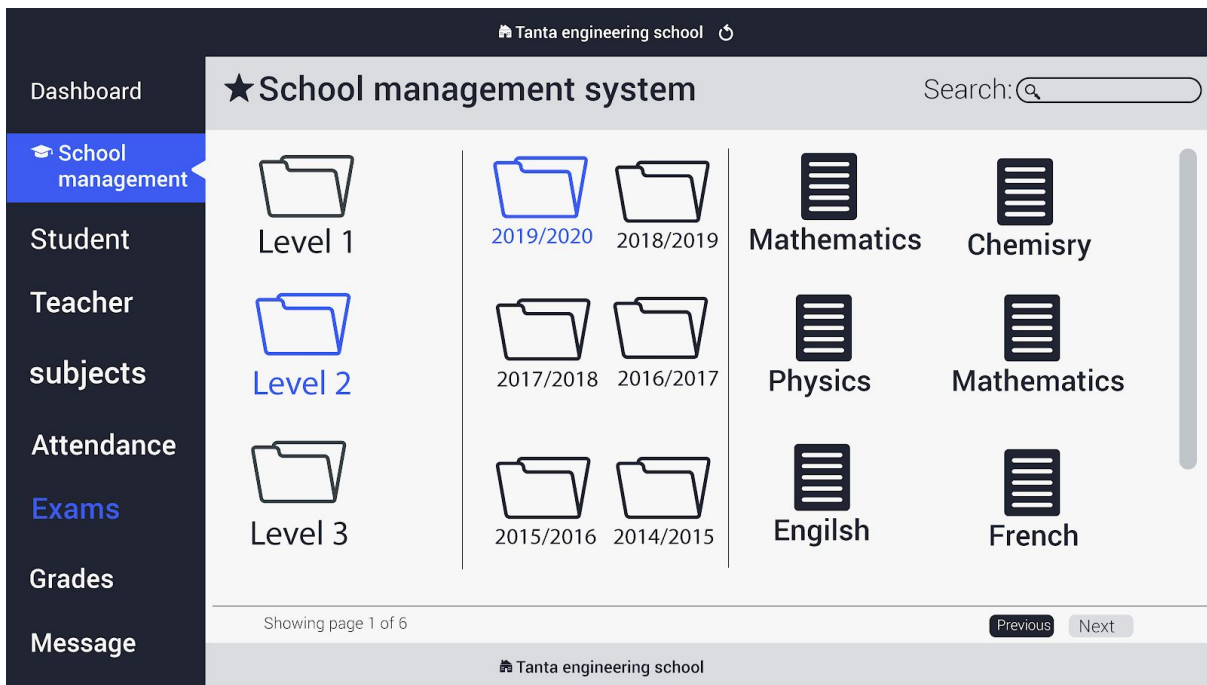 Tanta engineering school
Dashboard
School management system
Search:
School
management
Student
Teacher
subjects
Attendance
Exams
Grades
Message
Level 1
Level 2
Level 3
2019/2020 2018/2019
2017/2018 2016/2017
2015/2016 2014/2015
Mathematics Chemisry
Physics Mathematics
Engilsh French
Showing page 1 of 6
Previous Next
Tanta engineering school